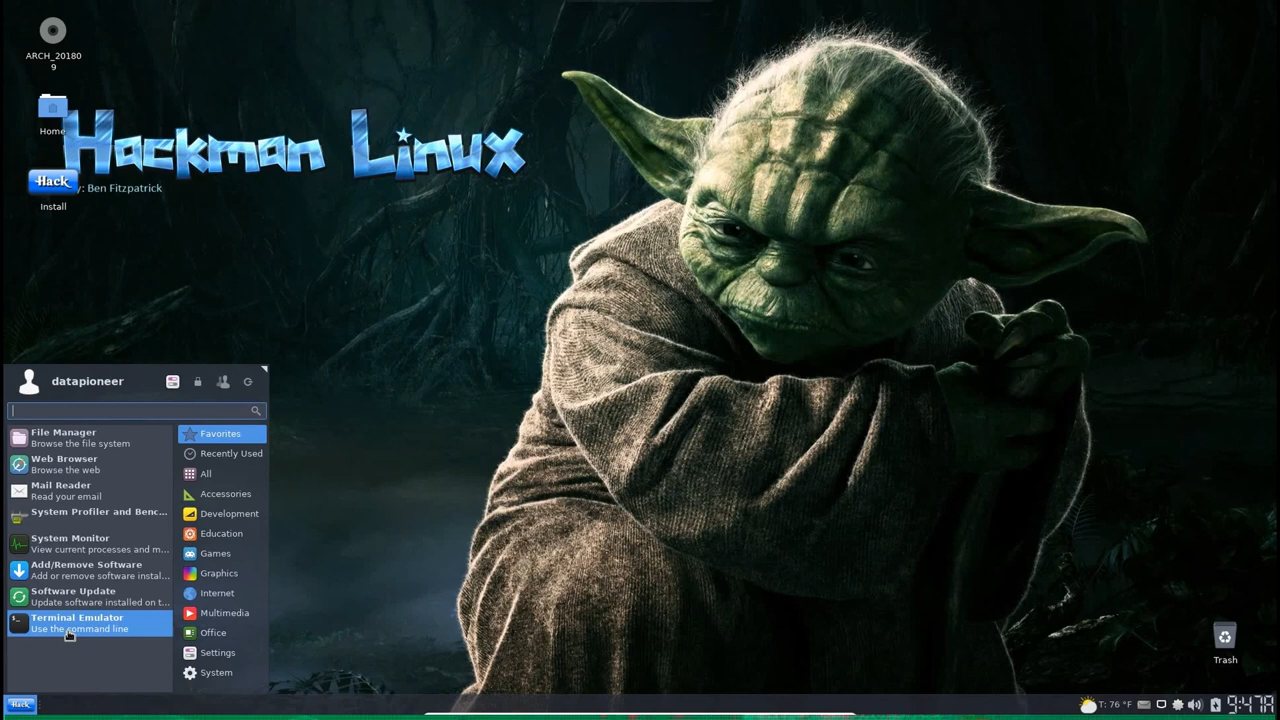 ARCH_20180
9
Home
Hackman Linux
Hack
y: Ben Fitzpatrick
Install
datapioneer
File Manager
Browse the file system
Web Browser
Browse the web
Mail Reader
Read your email
System Profiler and Benc...
System Monitor
View current processes and m...
Add/Remove Software
Add or remove software instal...
Software Update
Update software installed on t...
Terminal Emulator
Use the command line
Favorites
Recently Used
All
Accessories
Development
Education
Games
Graphics
Internet
Multimedia
Office
Settings
System
Trash
Hack
T: 76 °F
9:47A